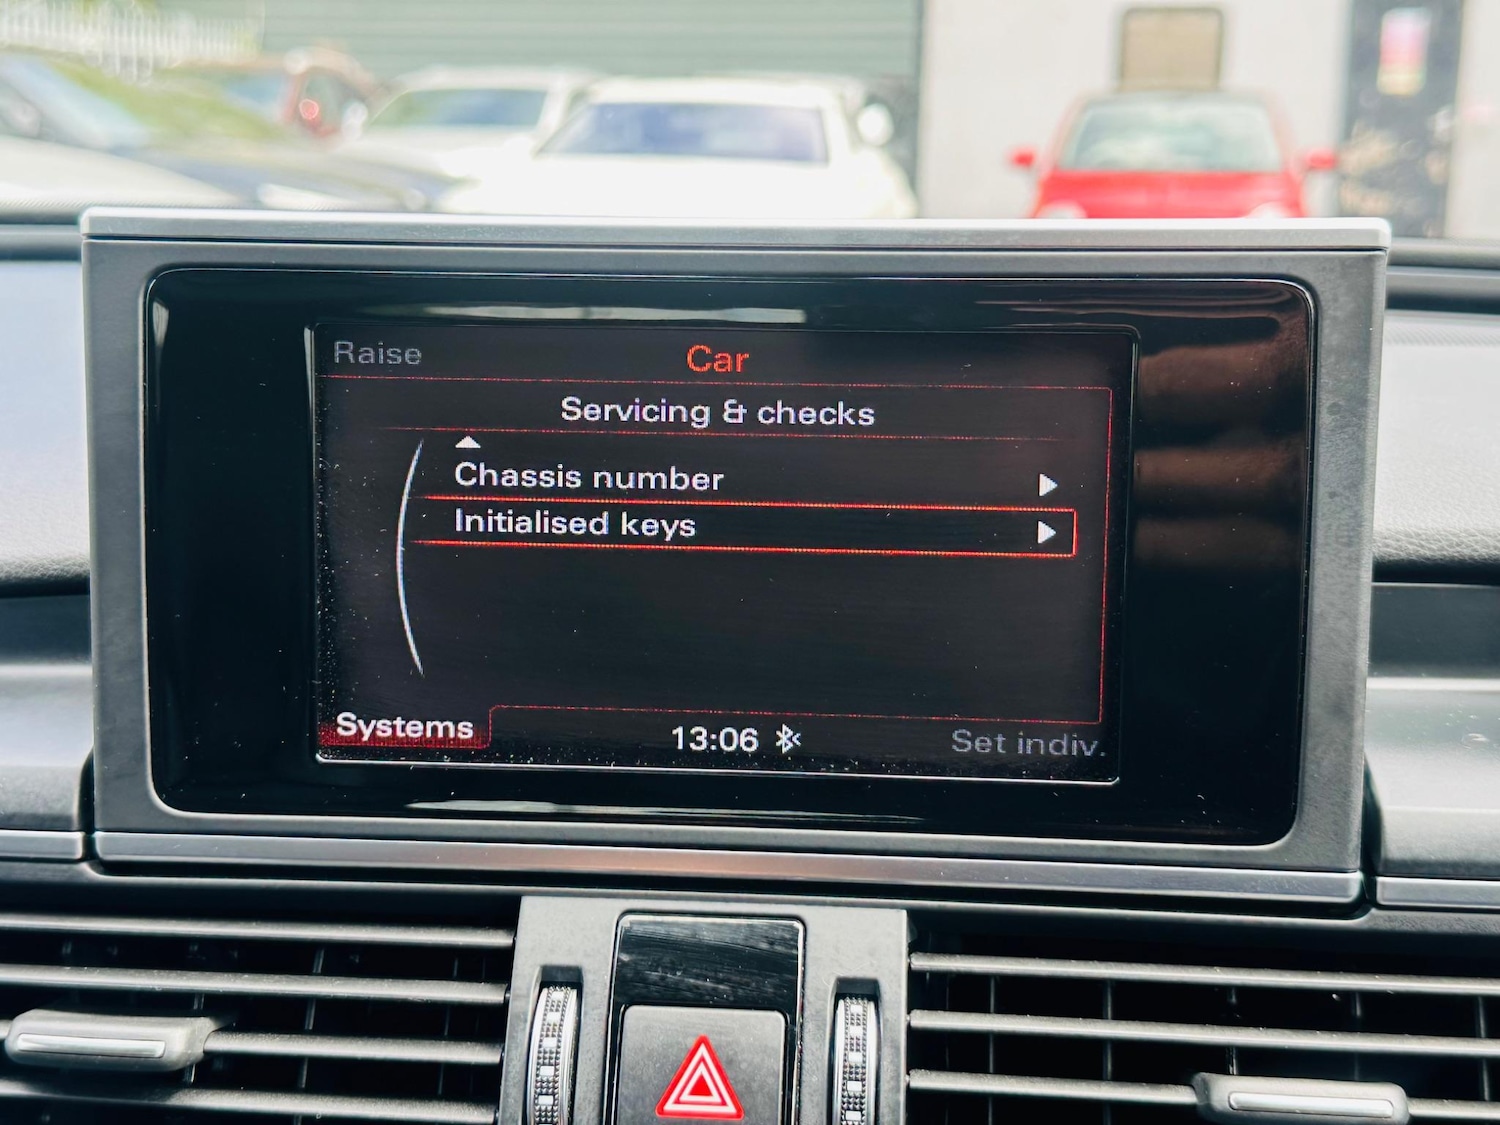 Raise
Car
Servicing & checks
Chassis number
Initialised keys
Systems
13:06
Set indiv.